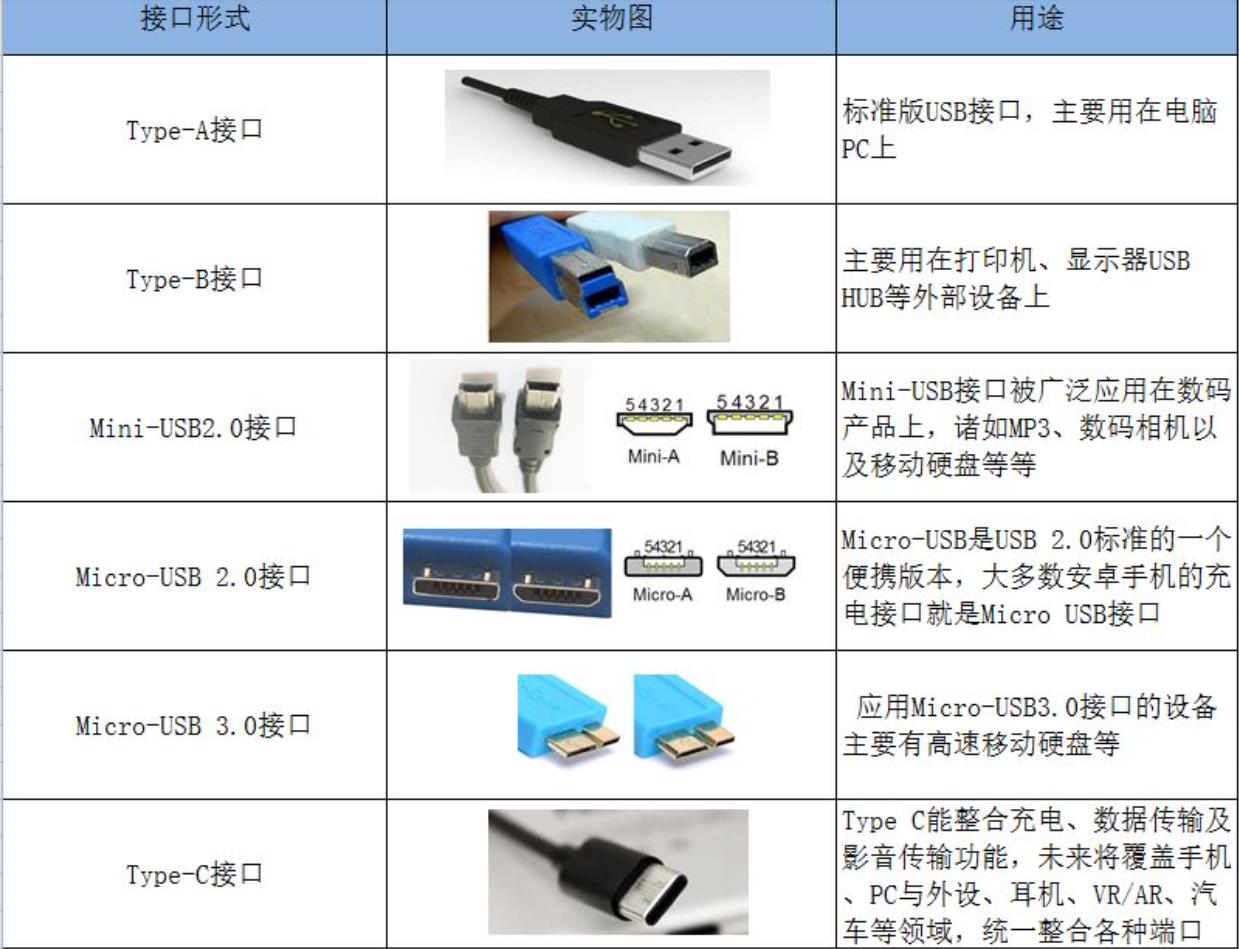 接口形式
实物图
用途
Type-A接口
标准版USB接口，主要用在电脑
PC上
Type-B接口
主要用在打印机、显示器USB
HUB等外部设备上
Mini-USB2.0接口
54321
Mini-A
54321
Mini-B
Mini-USB接口被广泛应用在数码
产品上，诸如MP3、数码相机以
及移动硬盘等等
Micro-USB 2.0接口
54321
Micro-A
54321
Micro-B
Micro-USB是USB 2.0标准的一个
便携版本，大多数安卓手机的充
电接口就是Micro USB接口
Micro-USB 3.0接口
应用Micro-USB3.0接口的设备
主要有高速移动硬盘等
Type-C接口
Type C能整合充电、数据传输及
影音传输功能，未来将覆盖手机
、PC与外设、耳机、VR/AR、汽
车等领域，统一整合各种端口